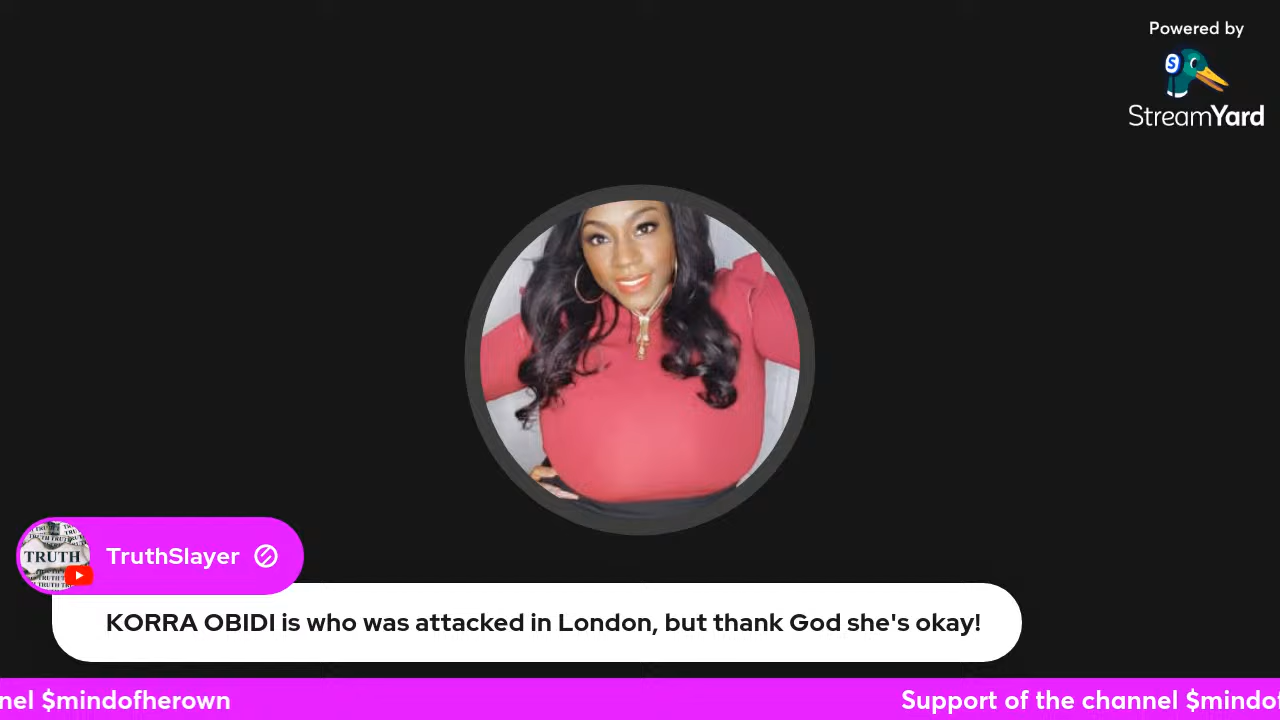 Powered by
S
StreamYard
TRUTH
TruthSlayer
KORRA OBIDI is who was attacked in London, but thank God she's okay!
nel $mindofherown
Support of the channel $mindof